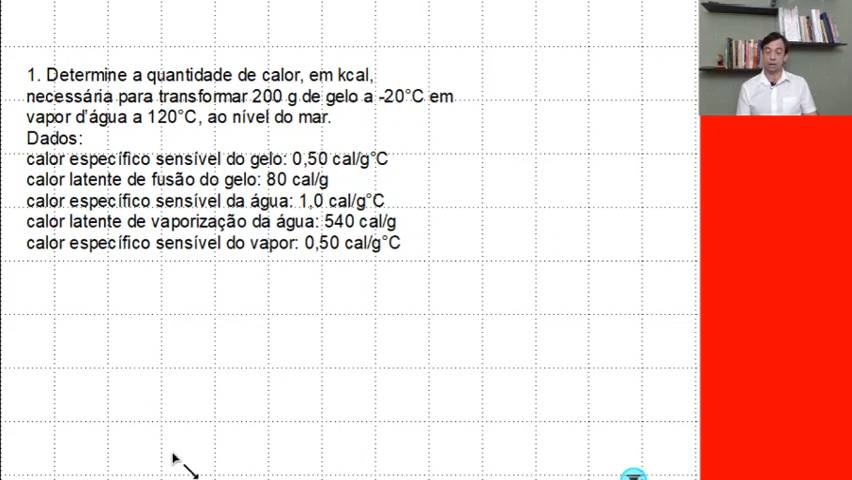 1. Determine a quantidade de calor, em kcal,
necessária para transformar 200 g de gelo a -20°C em
vapor d'água a 120°C, ao nível do mar.
Dados:
calor específico sensível do gelo: 0,50 cal/g°C
calor latente de fusão do gelo: 80 cal/g
calor específico sensível da água: 1,0 cal/g°C
calor latente de vaporização da água: 540 cal/g
calor específico sensível do vapor: 0,50 cal/g°C